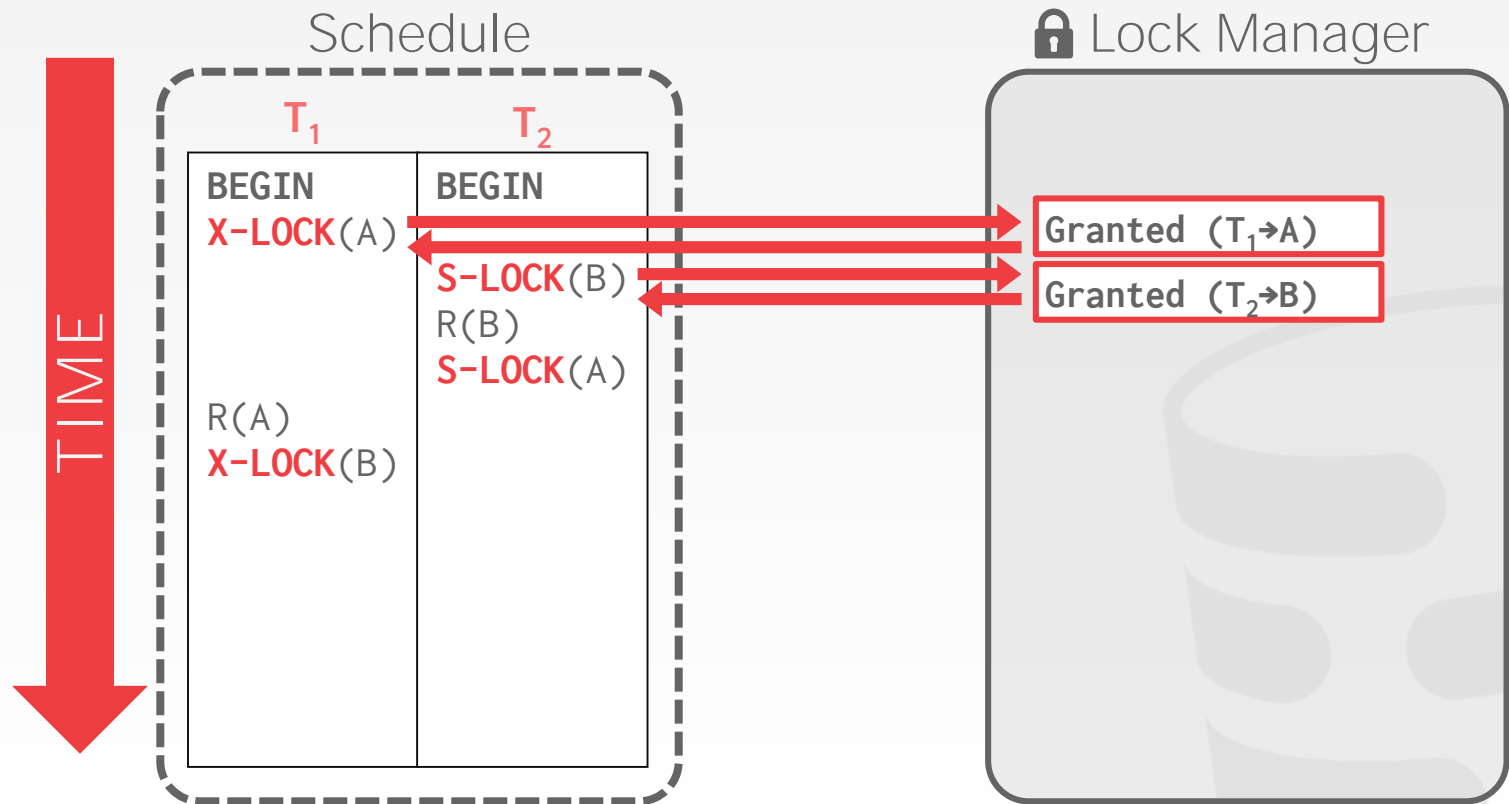 Schedule
Lock Manager
TIME
T₁ T₂
BEGIN BEGIN
X-LOCK(A)
Granted (T₁→A)
S-LOCK(B)
Granted (T₂→B)
R(B)
S-LOCK(A)
R(A)
X-LOCK(B)